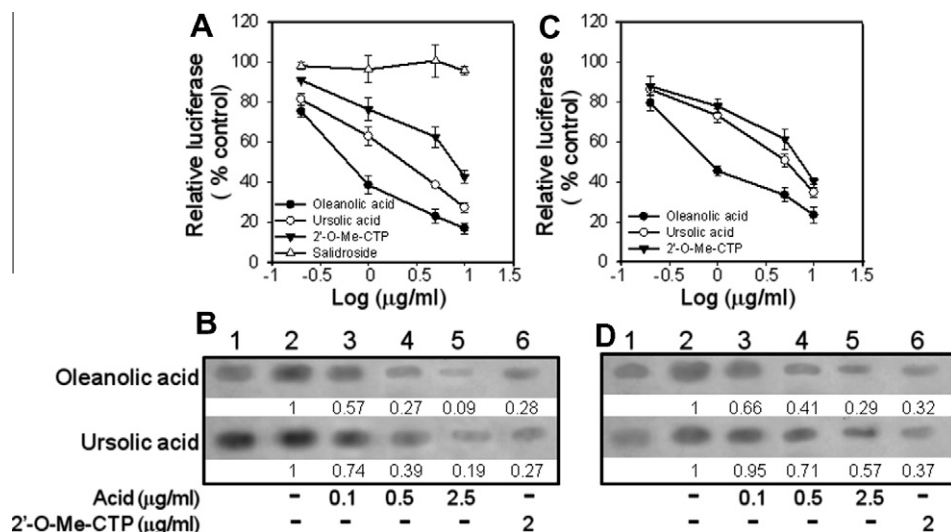 A
Relative luciferase
( % control)
120
100
80
60
40
20
0
Oleanolic acid
Ursolic acid
2'-O-Me-CTP
Salidroside
-1 -0.5 0 0.5 1 1.5
Log (µg/ml)
C
Relative luciferase
( % control)
120
100
80
60
40
20
0
Oleanolic acid
Ursolic acid
2'-O-Me-CTP
-1 -0.5 0 0.5 1 1.5
Log (µg/ml)
B 1 2 3 4 5 6
D 1 2 3 4 5 6
Oleanolic acid
1 0.57 0.27 0.09 0.28
1 0.66 0.41 0.29 0.32
Ursolic acid
1 0.74 0.39 0.19 0.27
1 0.95 0.71 0.57 0.37
Acid (µg/ml) - 0.1 0.5 2.5 -
- 0.1 0.5 2.5 -
2'-O-Me-CTP (µg/ml) - - - - 2
- - - - 2